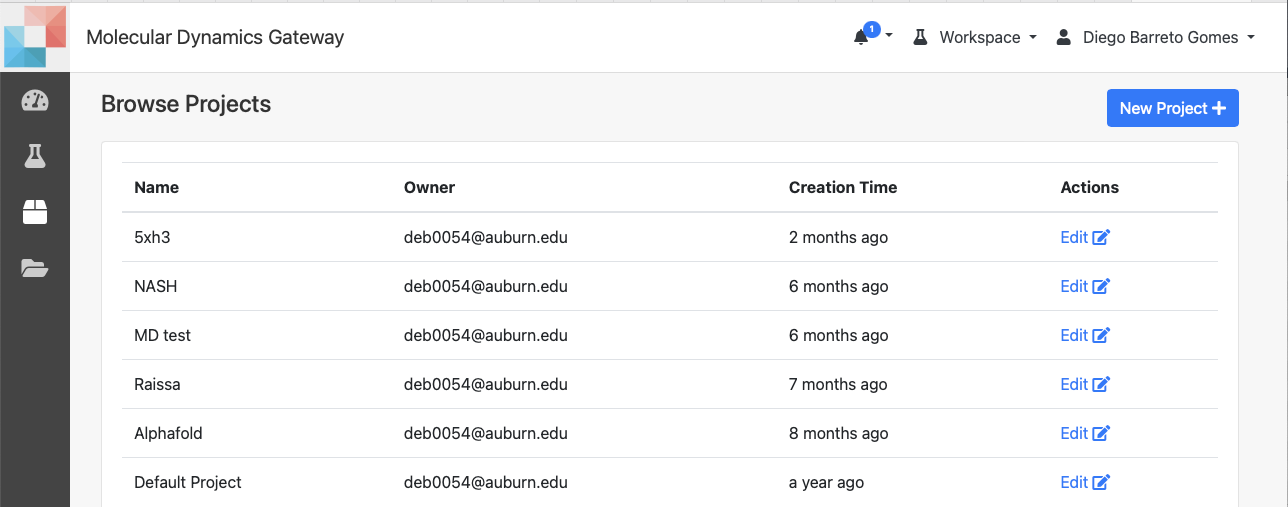 Molecular Dynamics Gateway
1
Workspace
Diego Barreto Gomes
Browse Projects
New Project
Name Owner Creation Time Actions
5xh3 deb0054@auburn.edu 2 months ago Edit
NASH deb0054@auburn.edu 6 months ago Edit
MD test deb0054@auburn.edu 6 months ago Edit
Raissa deb0054@auburn.edu 7 months ago Edit
Alphafold deb0054@auburn.edu 8 months ago Edit
Default Project deb0054@auburn.edu a year ago Edit